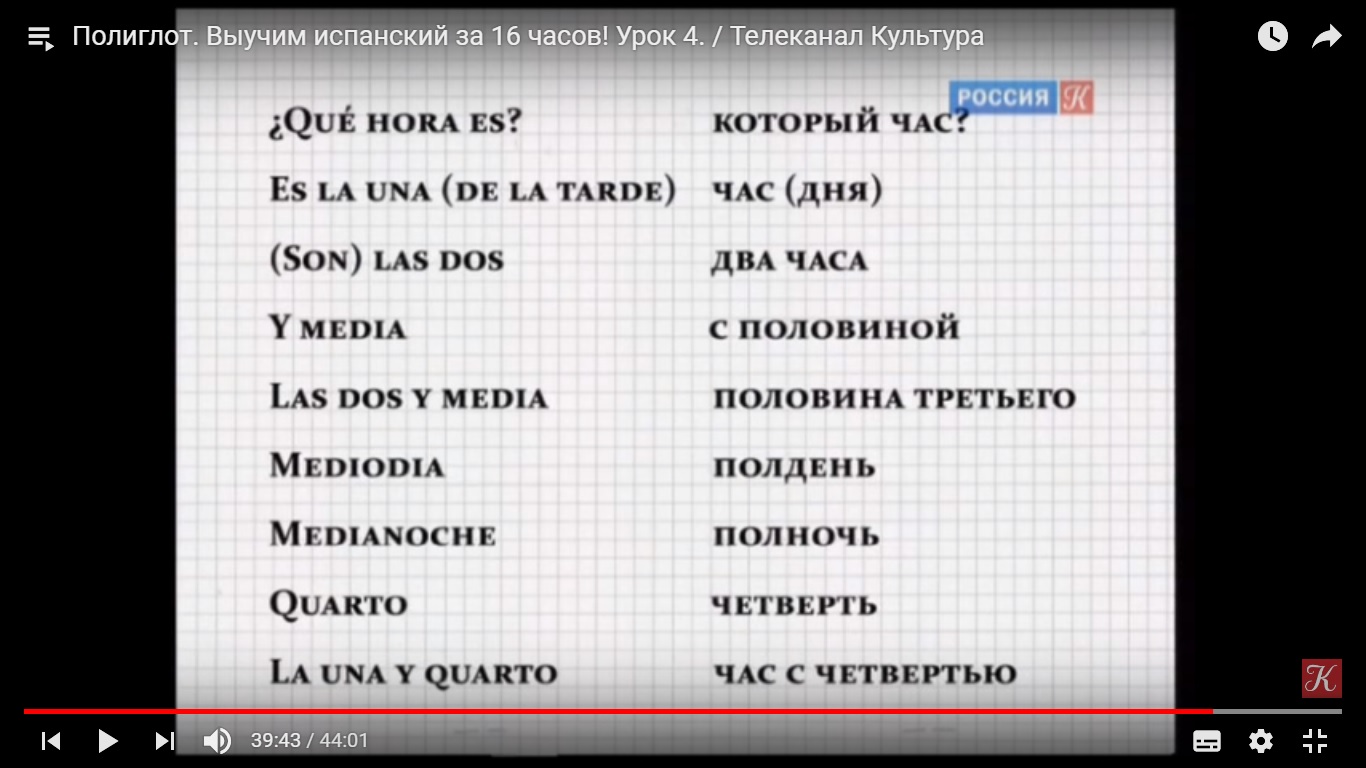 Полиглот. Выучим испанский за 16 часов! Урок 4. / Телеканал Культура
РОССИЯ К
¿Qué hora es? который час?
Es la una (de la tarde) час (дня)
(Son) las dos два часа
Y media с половиной
Las dos y media половина третьего
Mediodia полдень
Medianoche полночь
Quarto четверть
La una y quarto час с четвертью
К
39:43 / 44:01